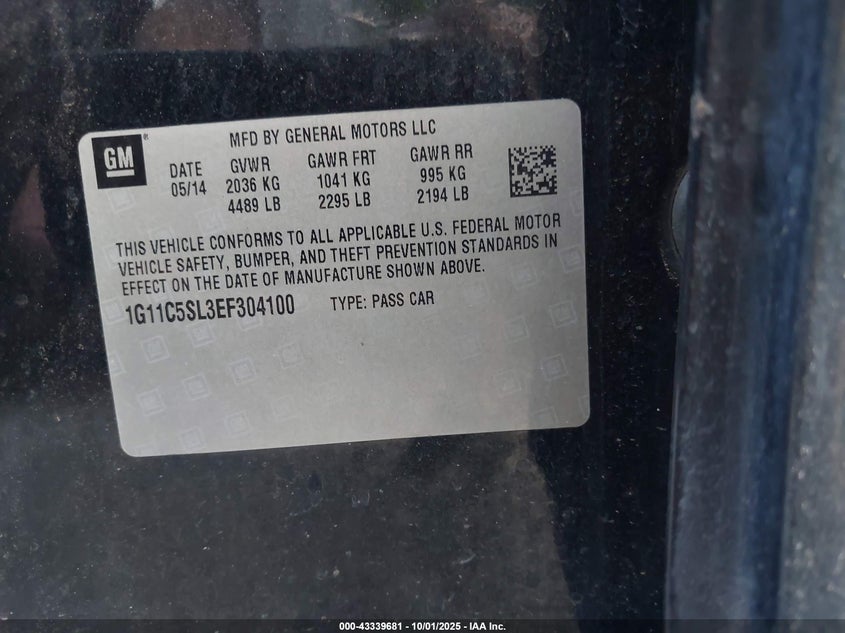 GM
MFD BY GENERAL MOTORS LLC
DATE GVWR GAWR FRT GAWR RR
05/14 2036 KG 1041 KG 995 KG
4489 LB 2295 LB 2194 LB
THIS VEHICLE CONFORMS TO ALL APPLICABLE U.S. FEDERAL MOTOR
VEHICLE SAFETY, BUMPER, AND THEFT PREVENTION STANDARDS IN
EFFECT ON THE DATE OF MANUFACTURE SHOWN ABOVE.
1G11C5SL3EF304100 TYPE: PASS CAR
000-43339681 - 10/01/2025 - IAA Inc.